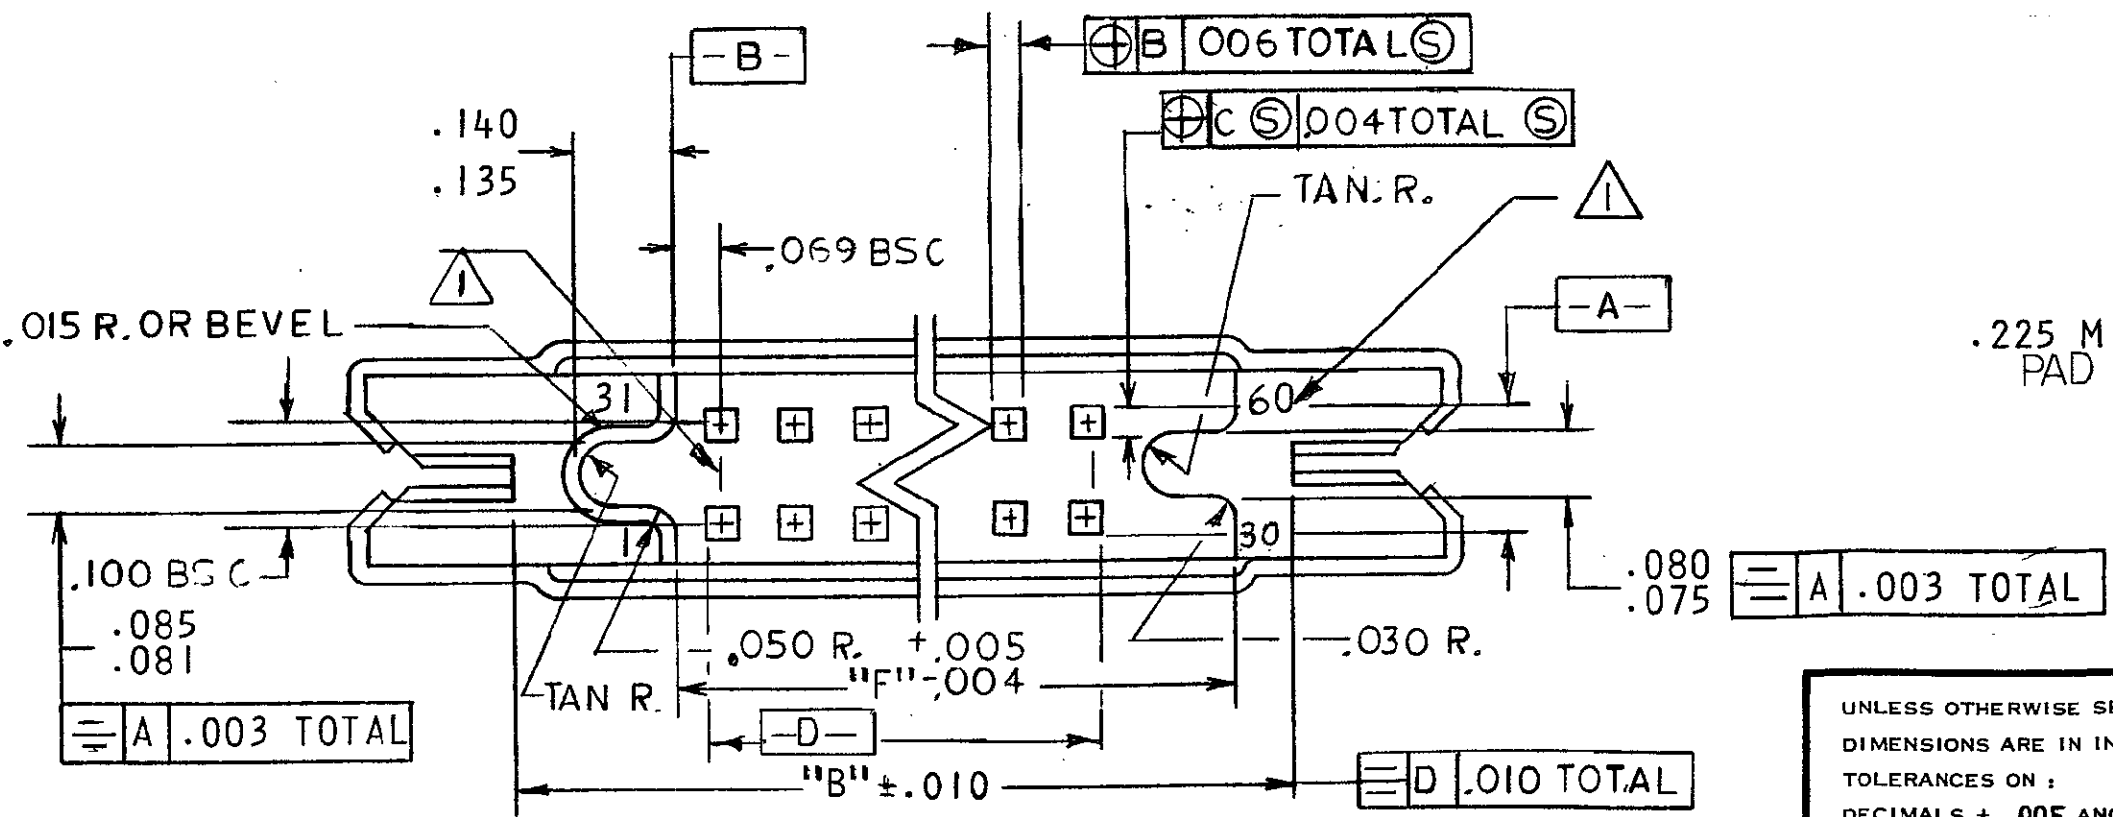 -B-
⌖ B 006 TOTAL Ⓢ
⌖ C Ⓢ .004 TOTAL Ⓢ
.140
.135
TAN. R.
1
.069 BSC
1
-A-
.015 R. OR BEVEL
.225 M
PAD
31
60
1
30
.100 BSC
.085
.081
.080
.075
⌯ A .003 TOTAL
.050 R.
+.005
"F" -.004
.030 R.
TAN R.
⌯ A .003 TOTAL
-D-
"B" ±.010
⌯ D .010 TOTAL
UNLESS OTHERWISE
DIMENSIONS ARE IN
TOLERANCES ON :
DECIMALS ± .005